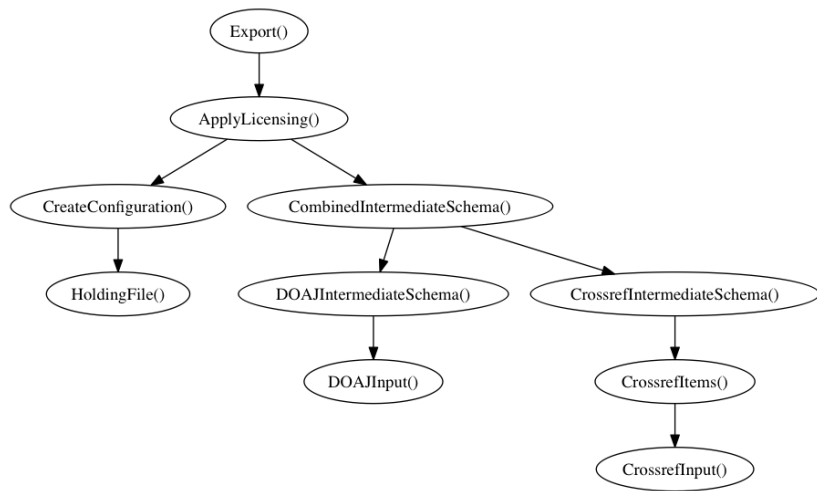 Export()
ApplyLicensing()
CreateConfiguration()
CombinedIntermediateSchema()
HoldingFile()
DOAJIntermediateSchema()
CrossrefIntermediateSchema()
DOAJInput()
CrossrefItems()
CrossrefInput()